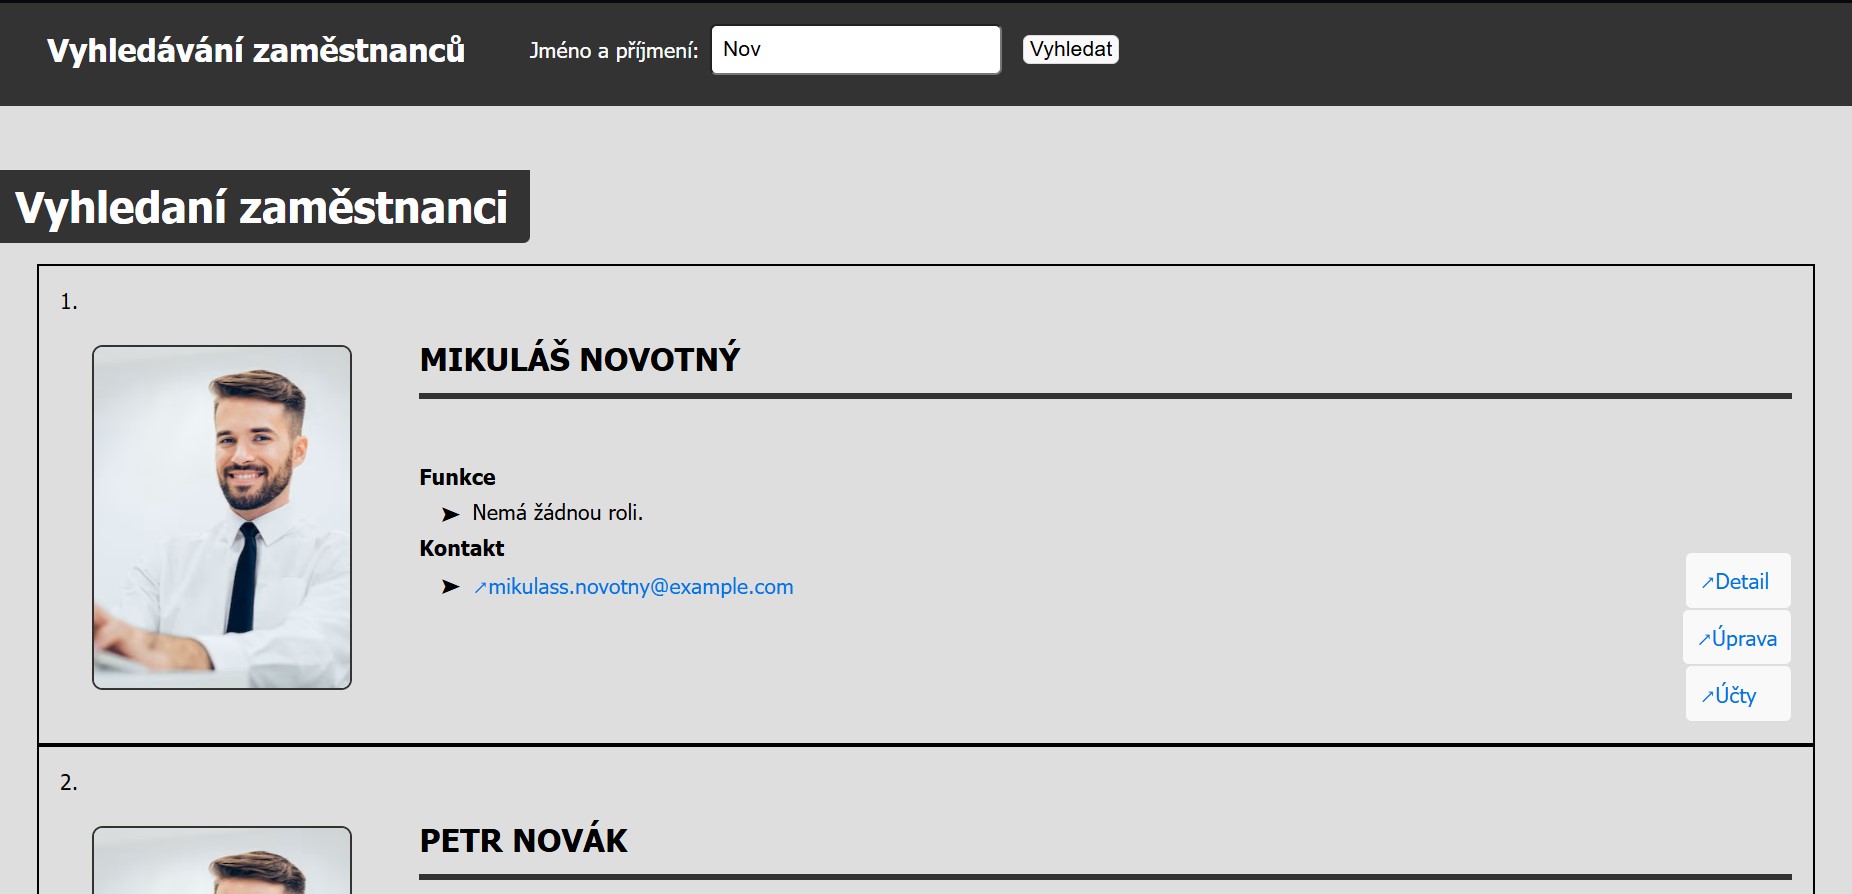 Vyhledávání zaměstnanců Jméno a příjmení: Nov Vyhledat
Vyhledaní zaměstnanci
1.
MIKULÁŠ NOVOTNÝ
Funkce
➤ Nemá žádnou roli.
Kontakt
➤ ↗mikulass.novotny@example.com
↗Detail
↗Úprava
↗Účty
2.
PETR NOVÁK